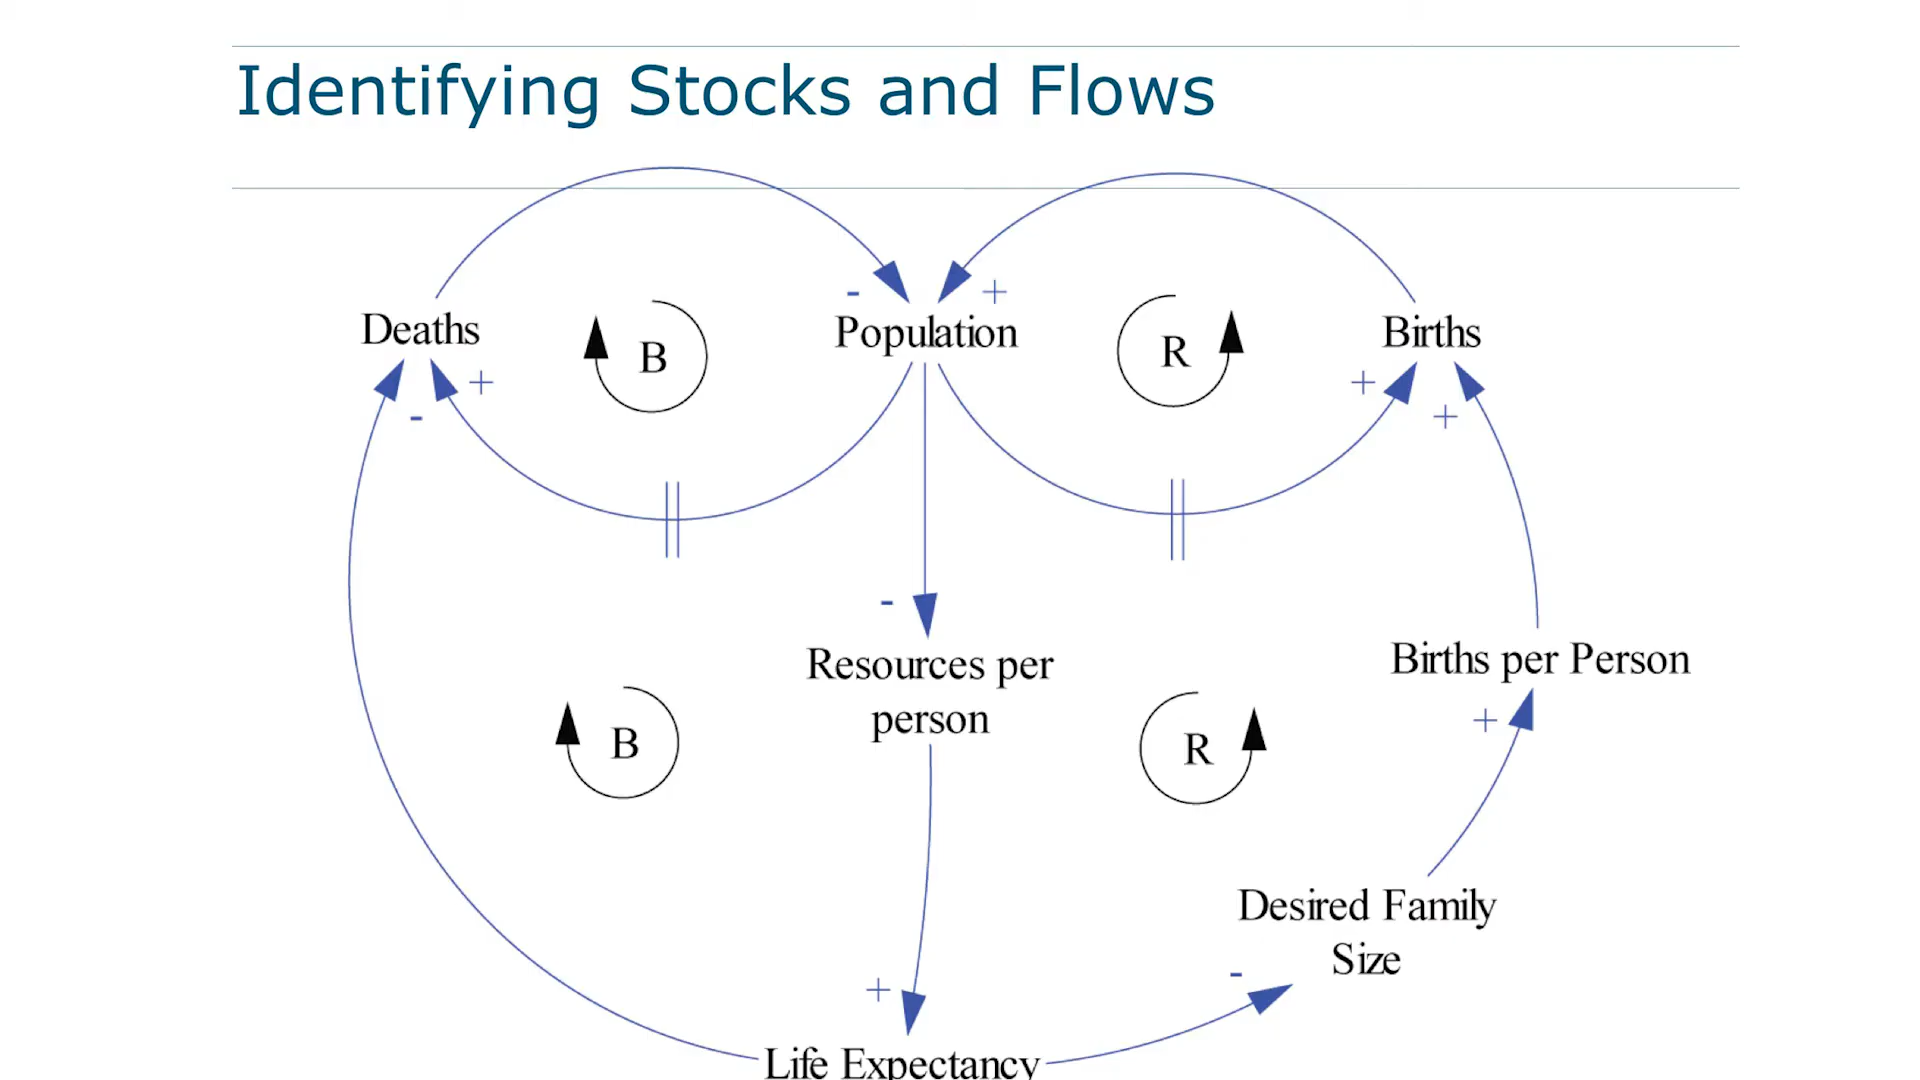 Identifying Stocks and Flows
-
+
Deaths
B
Population
R
Births
+
-
+
+
-
Resources per
person
Births per Person
B
R
+
Desired Family
Size
-
+
Life Expectancy